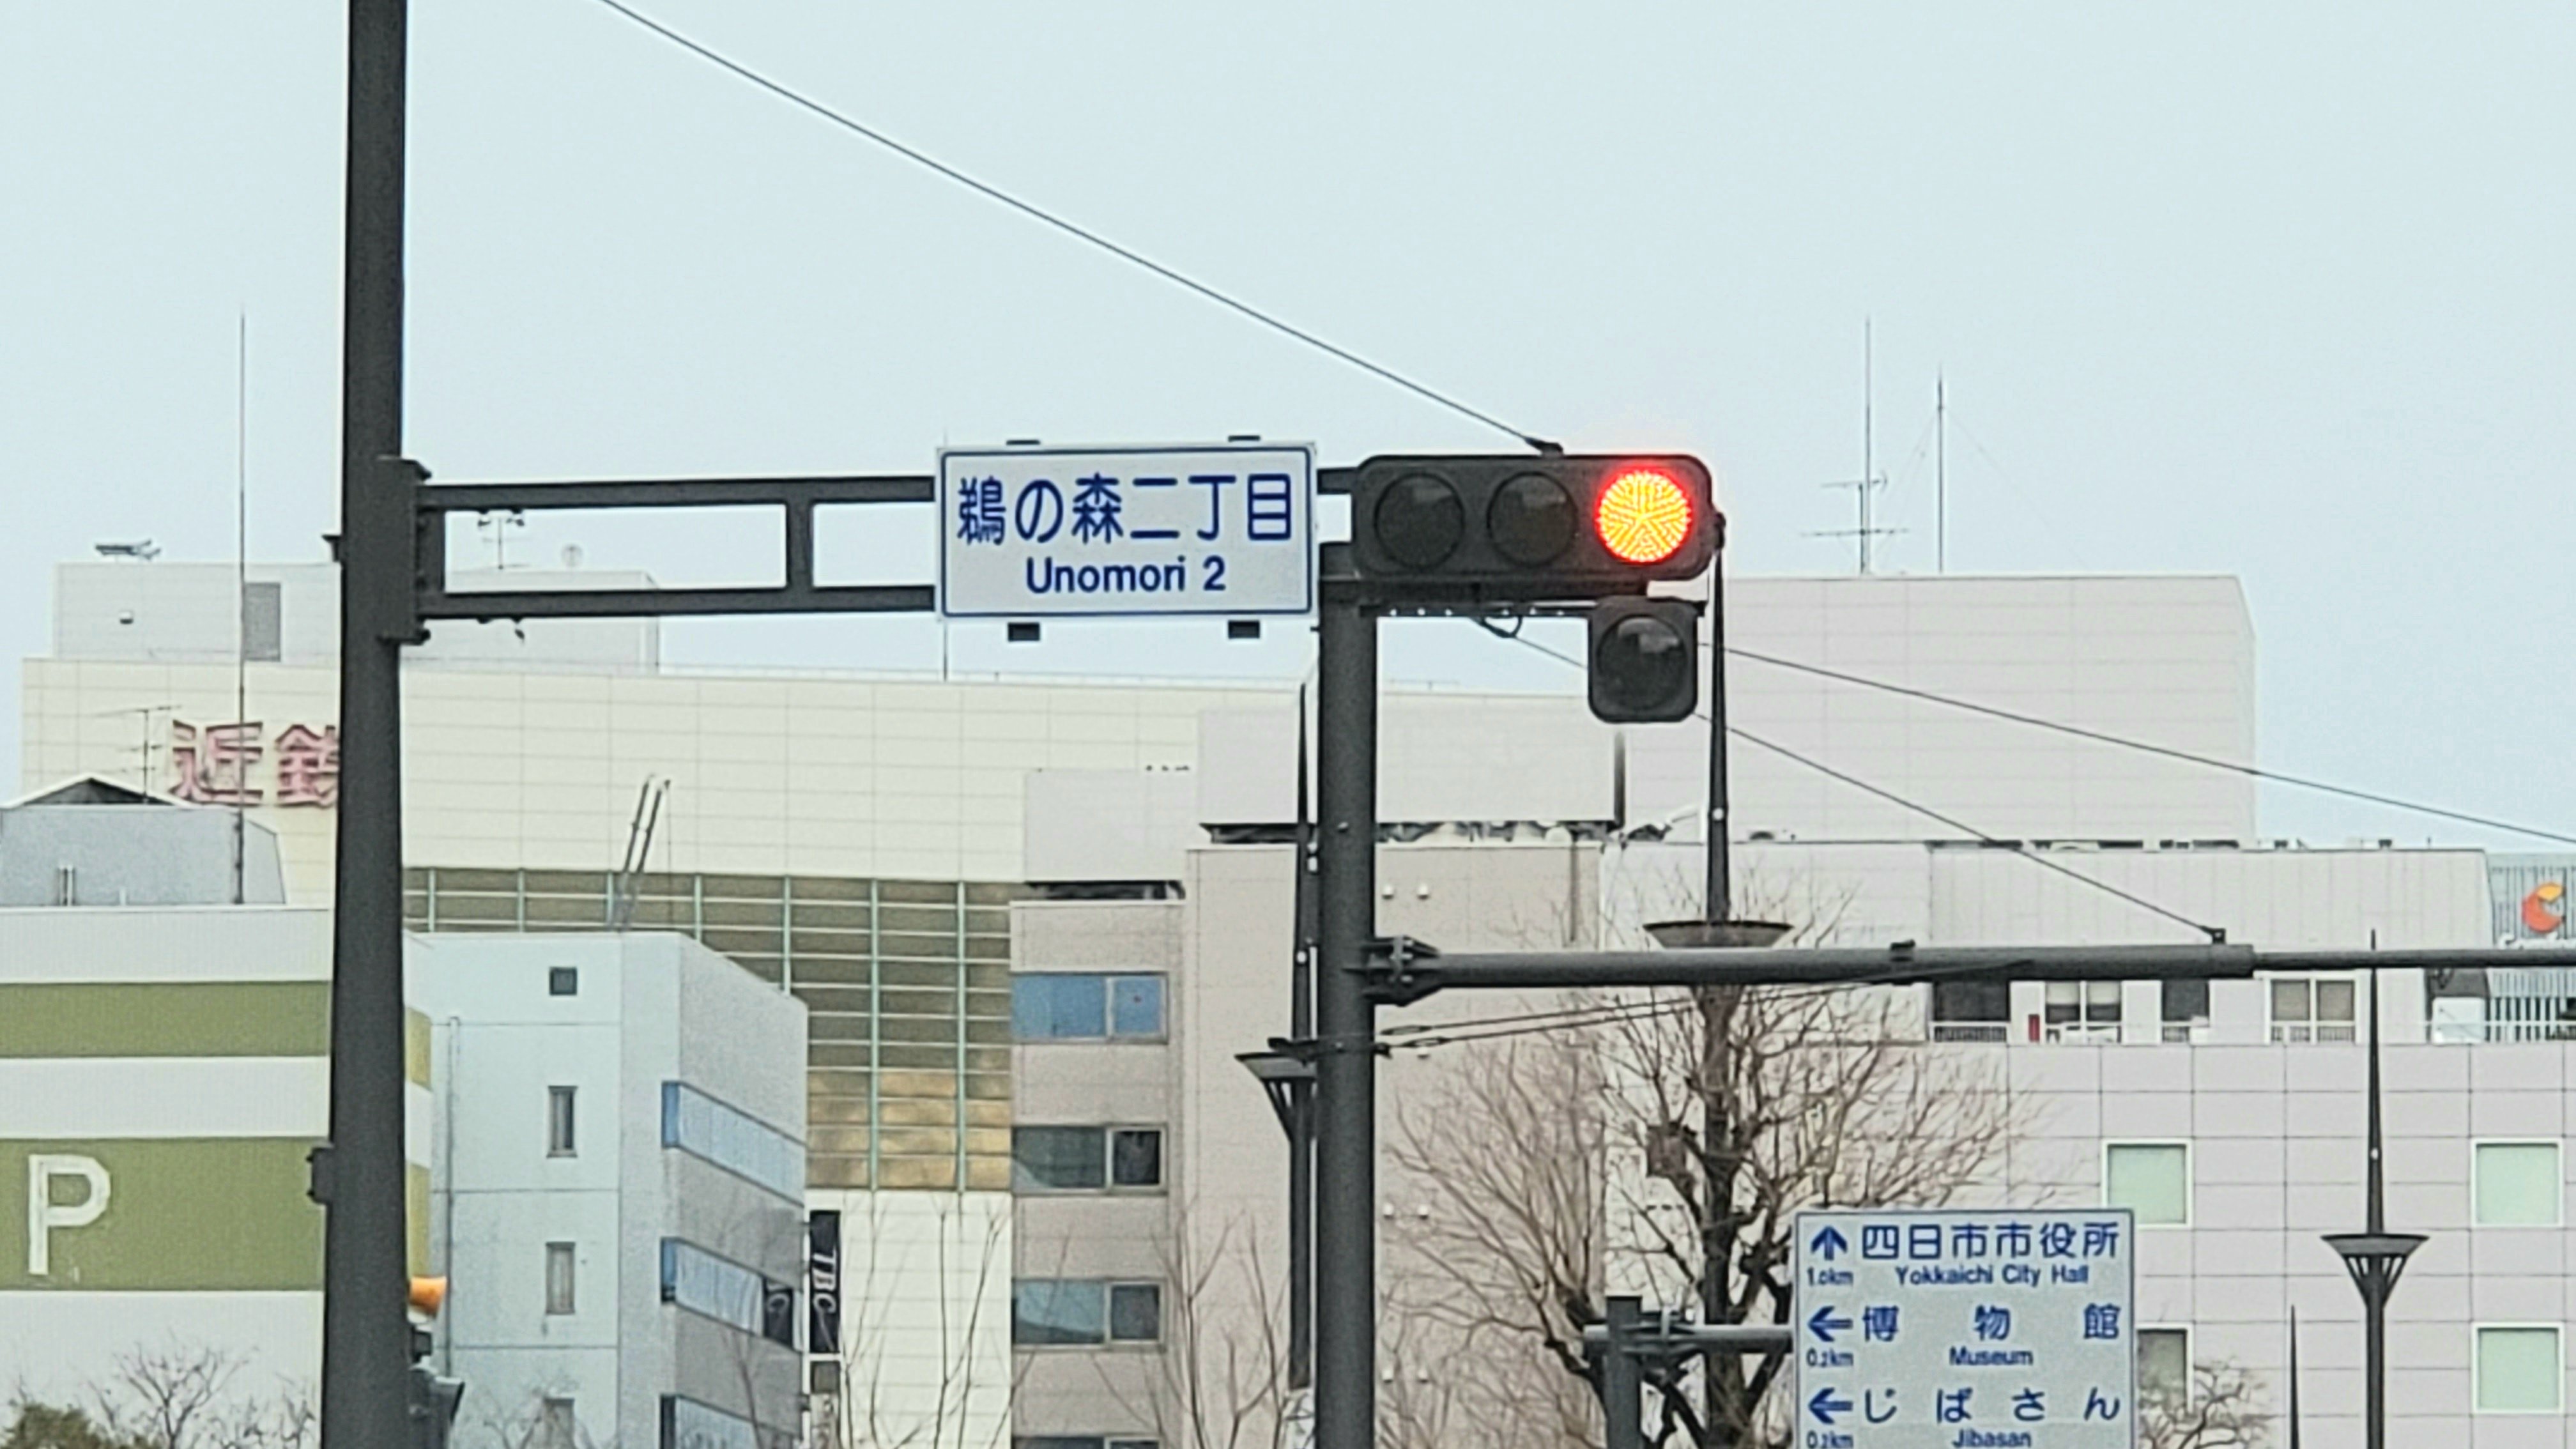 鵜の森二丁目
Unomori 2
近鉄
P
TBC
四日市市役所
1.0km Yokkaichi City Hall
博物館
0.2km Museum
じばさん
0.2km Jibasan